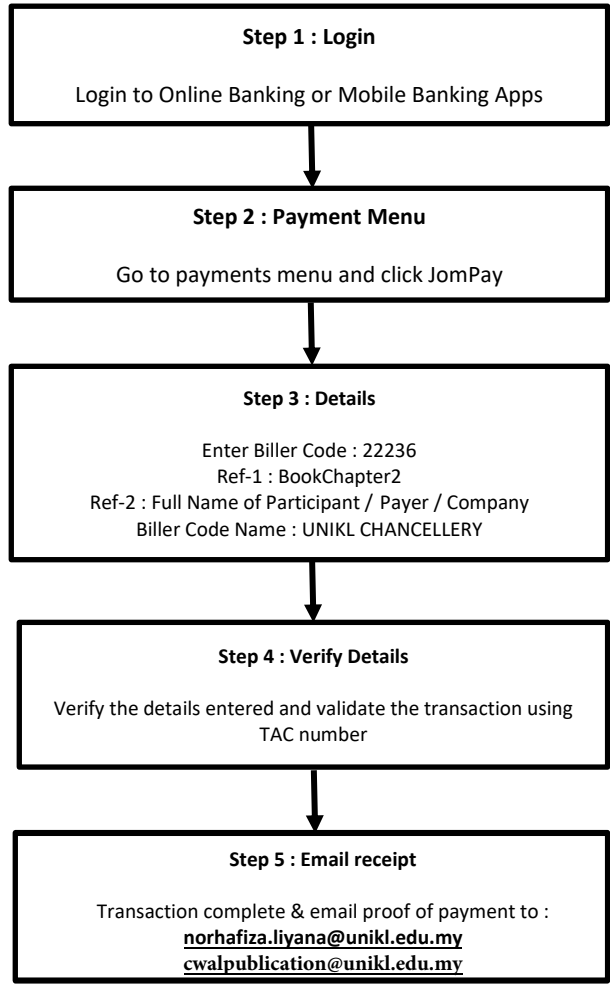 Step 1 : Login
Login to Online Banking or Mobile Banking Apps
Step 2 : Payment Menu
Go to payments menu and click JomPay
Step 3 : Details
Enter Biller Code : 22236
Ref-1 : BookChapter2
Ref-2 : Full Name of Participant / Payer / Company
Biller Code Name : UNIKL CHANCELLERY
Step 4 : Verify Details
Verify the details entered and validate the transaction using
TAC number
Step 5 : Email receipt
Transaction complete & email proof of payment to :
norhafiza.liyana@unikl.edu.my
cwalpublication@unikl.edu.my